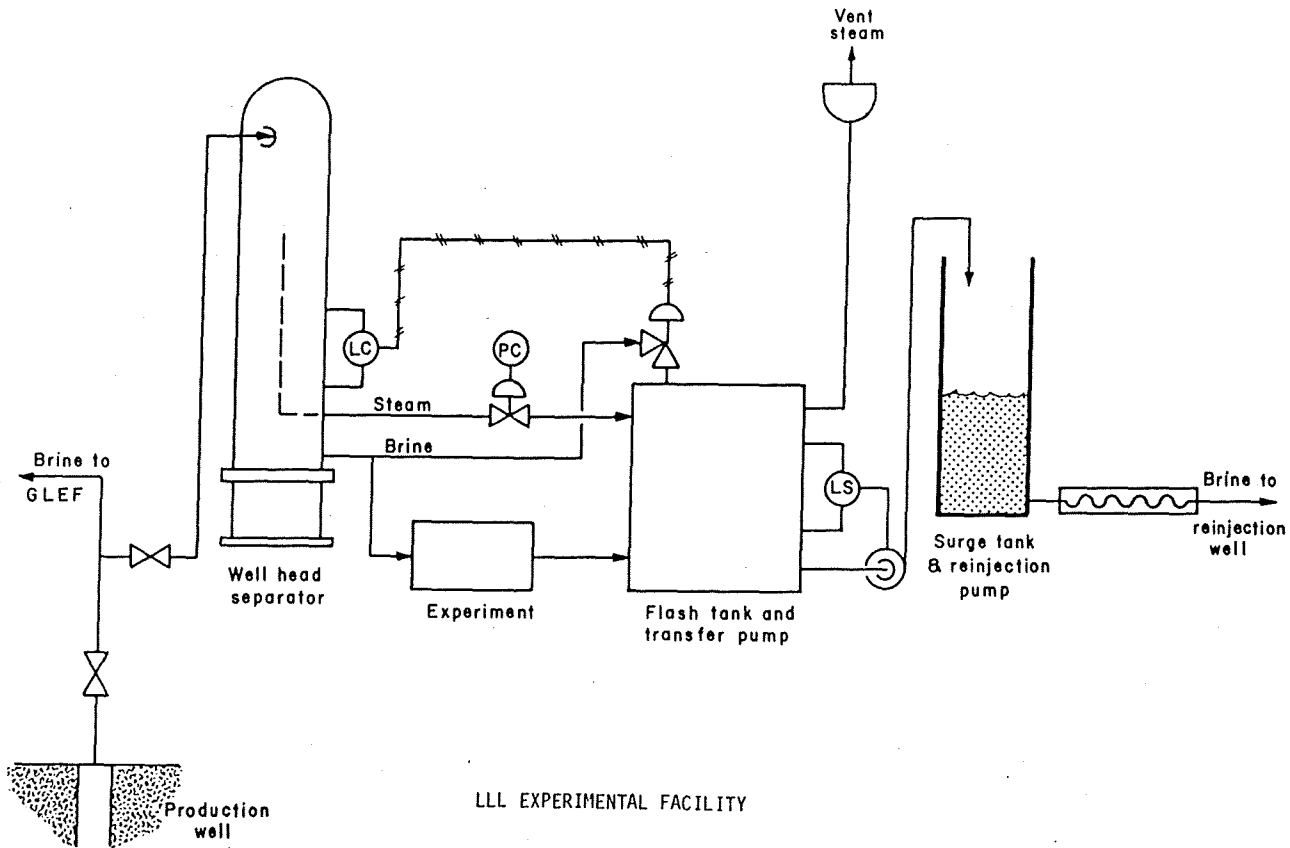 Vent
steam
LC
PC
Steam
Brine
Brine to
GLEF
LS
Brine to
reinjection
well
Well head
separator
Experiment
Flash tank and
transfer pump
Surge tank
& reinjection
pump
Production
well
LLL EXPERIMENTAL FACILITY